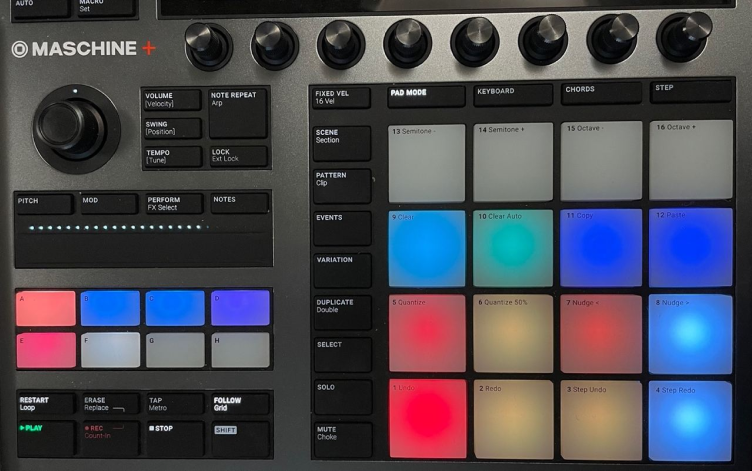 AUTO
MACRO
Set
MASCHINE +
VOLUME
[Velocity]
NOTE REPEAT
Arp
SWING
[Position]
TEMPO
[Tune]
LOCK
Ext Lock
PITCH
MOD
PERFORM
FX Select
NOTES
A
B
C
D
E
F
G
H
RESTART
Loop
ERASE
Replace
TAP
Metro
FOLLOW
Grid
PLAY
REC
Count-In
STOP
SHIFT
FIXED VEL
16 Vel
PAD MODE
KEYBOARD
CHORDS
STEP
SCENE
Section
PATTERN
Clip
EVENTS
VARIATION
DUPLICATE
Double
SELECT
SOLO
MUTE
Choke
13 Semitone -
14 Semitone +
15 Octave -
16 Octave +
9 Clear
10 Clear Auto
11 Copy
12 Paste
5 Quantize
6 Quantize 50%
7 Nudge <
8 Nudge >
1 Undo
2 Redo
3 Step Undo
4 Step Redo